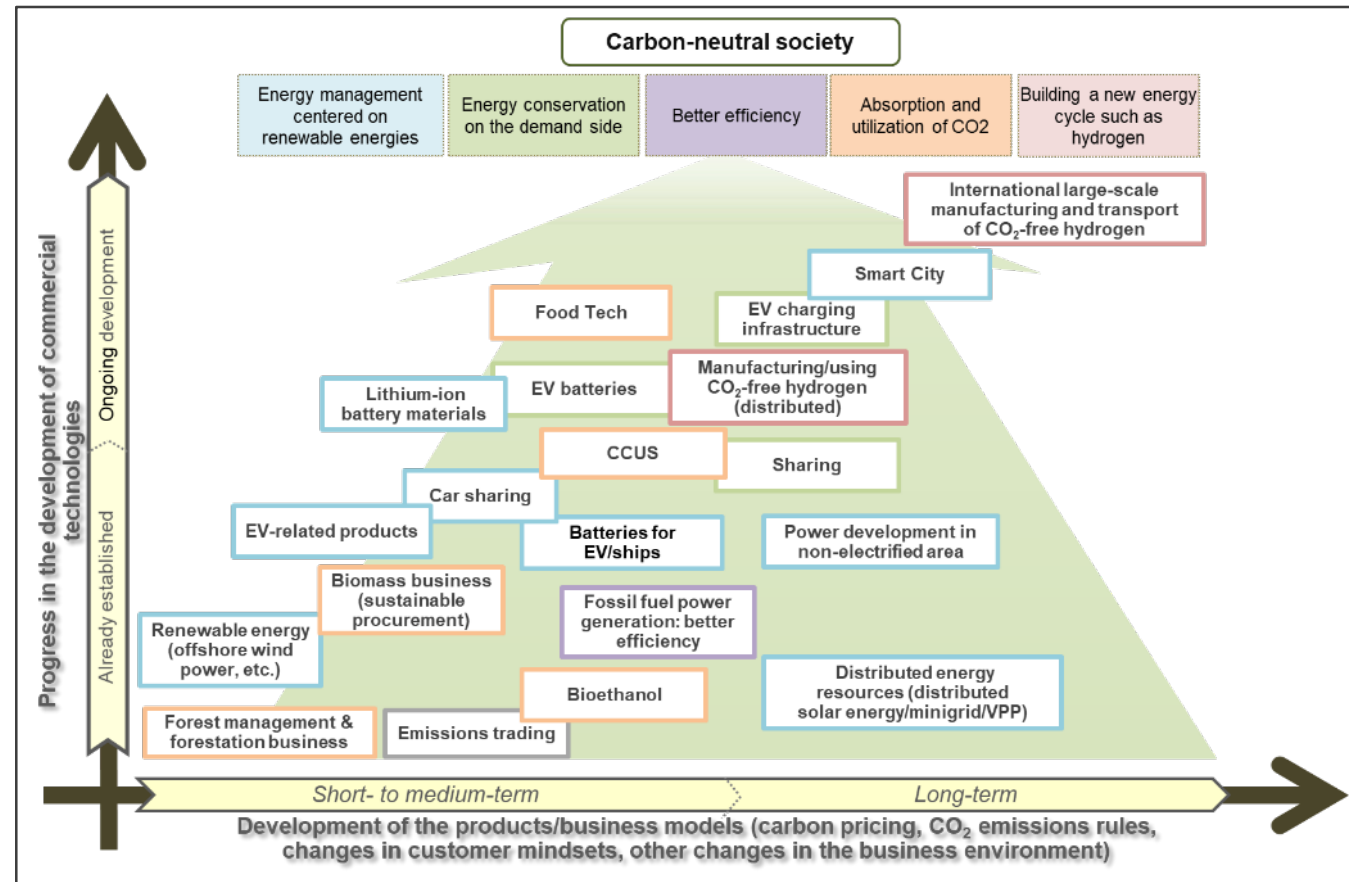 Carbon-neutral society
Energy management
centered on
renewable energies
Energy conservation
on the demand side
Better efficiency
Absorption and
utilization of CO2
Building a new energy
cycle such as
hydrogen
International large-scale
manufacturing and transport
of CO₂-free hydrogen
Smart City
Food Tech
EV charging
infrastructure
Lithium-ion
battery materials
EV batteries
Manufacturing/using
CO₂-free hydrogen
(distributed)
CCUS
Sharing
Car sharing
EV-related products
Batteries for
EV/ships
Power development in
non-electrified area
Biomass business
(sustainable
procurement)
Fossil fuel power
generation: better
efficiency
Renewable energy
(offshore wind
power, etc.)
Bioethanol
Distributed energy
resources (distributed
solar energy/minigrid/VPP)
Forest management &
forestation business
Emissions trading
Progress in the development of commercial
technologies
Ongoing development
Already established
Short- to medium-term
Long-term
Development of the products/business models (carbon pricing, CO₂ emissions rules,
changes in customer mindsets, other changes in the business environment)